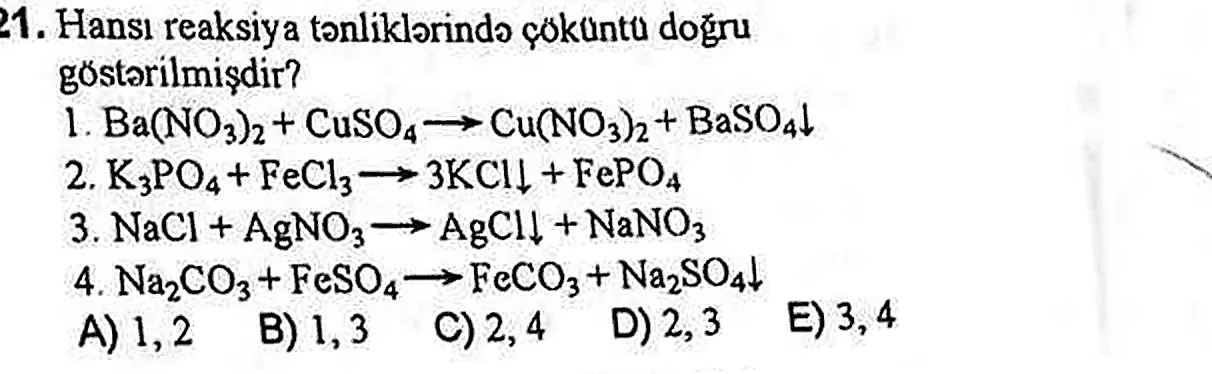 21. Hansı reaksiya tənliklərində çöküntü doğru
göstərilmişdir?
1. Ba(NO₃)₂ + CuSO₄ → Cu(NO₃)₂ + BaSO₄↓
2. K₃PO₄ + FeCl₃ → 3KCl↓ + FePO₄
3. NaCl + AgNO₃ → AgCl↓ + NaNO₃
4. Na₂CO₃ + FeSO₄ → FeCO₃ + Na₂SO₄↓
A) 1, 2 B) 1, 3 C) 2, 4 D) 2, 3 E) 3, 4